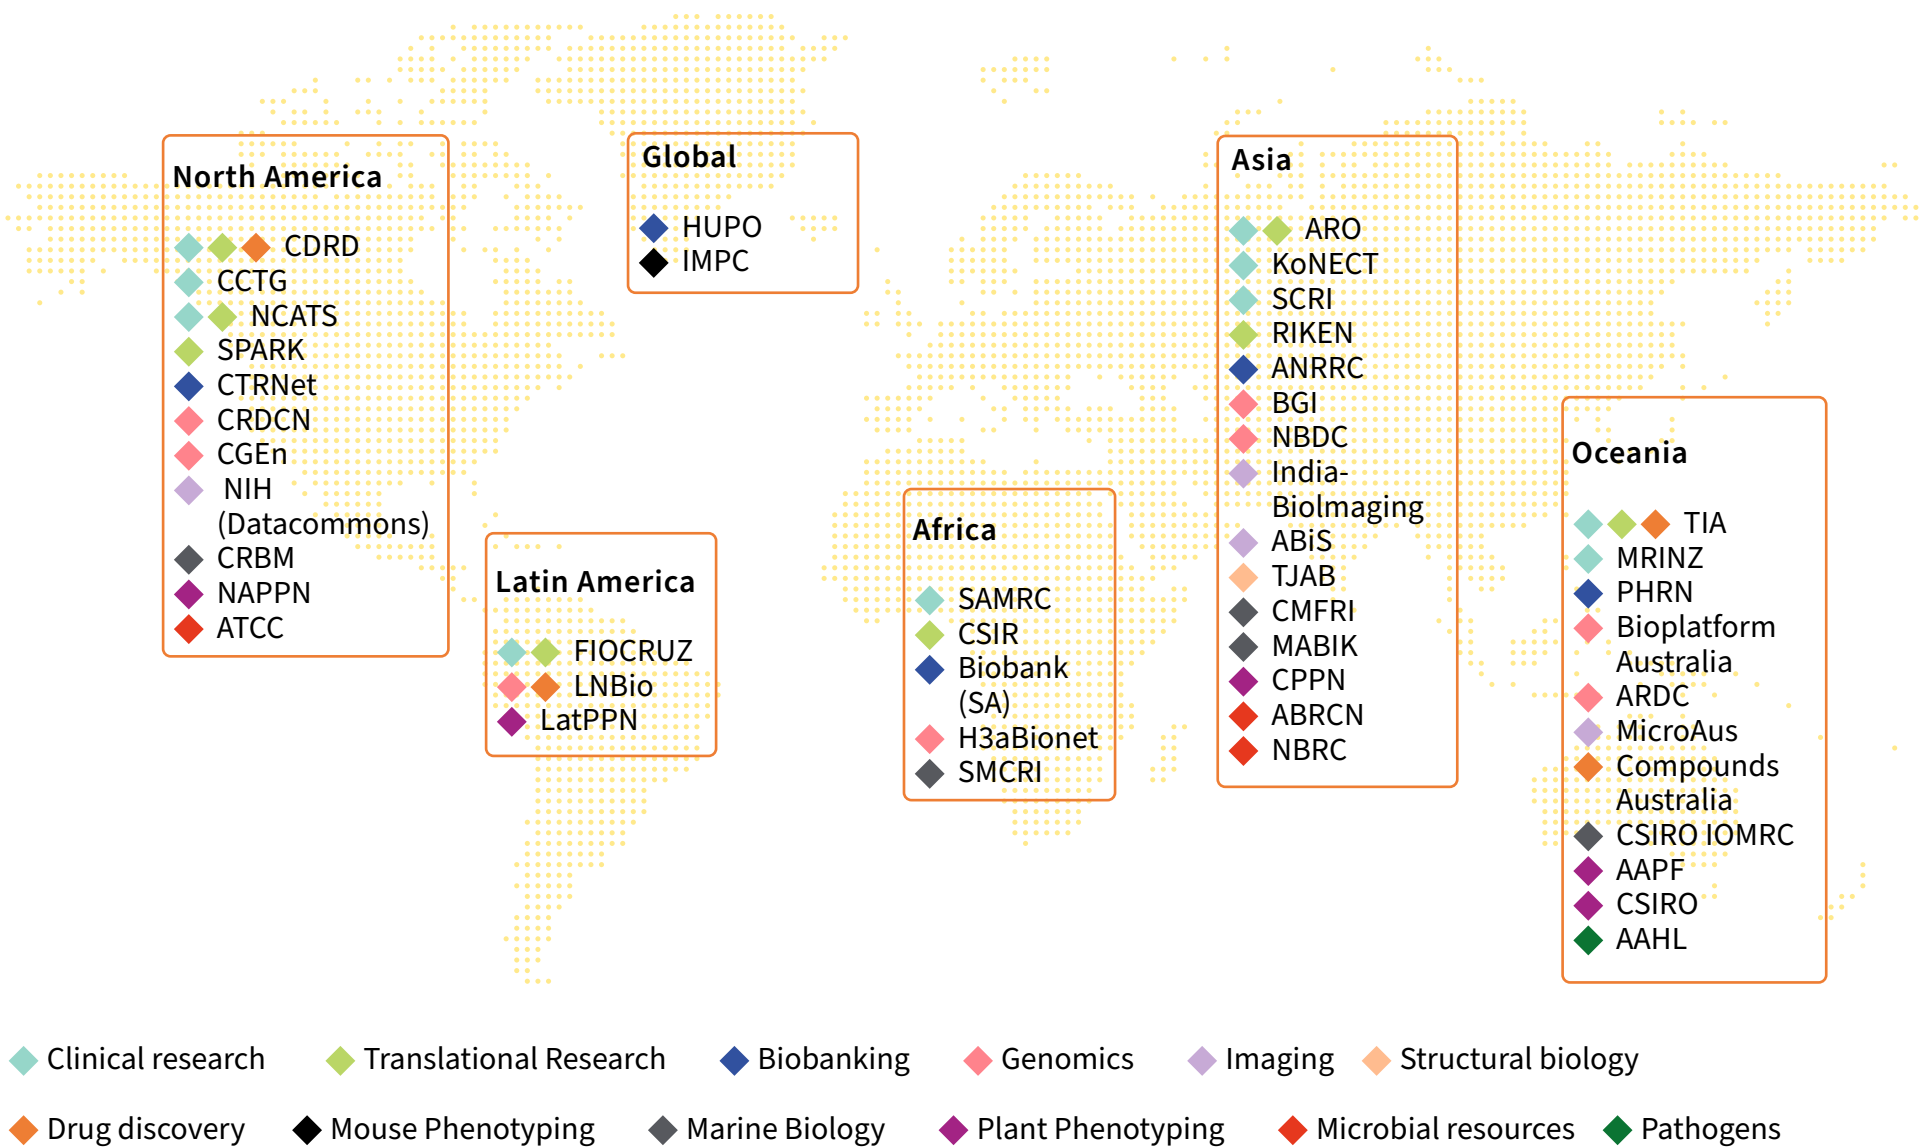 North America
CDRD
CCTG
NCATS
SPARK
CTRNet
CRDCN
CGEn
NIH
(Datacommons)
CRBM
NAPPN
ATCC
Global
HUPO
IMPC
Latin America
FIOCRUZ
LNBio
LatPPN
Africa
SAMRC
CSIR
Biobank
(SA)
H3aBionet
SMCRI
Asia
ARO
KoNECT
SCRI
RIKEN
ANRRC
BGI
NBDC
India-
BioImaging
ABiS
TJAB
CMFRI
MABIK
CPPN
ABRCN
NBRC
Oceania
TIA
MRINZ
PHRN
Bioplatform
Australia
ARDC
MicroAus
Compounds
Australia
CSIRO IOMRC
AAPF
CSIRO
AAHL
Clinical research
Translational Research
Biobanking
Genomics
Imaging
Structural biology
Drug discovery
Mouse Phenotyping
Marine Biology
Plant Phenotyping
Microbial resources
Pathogens